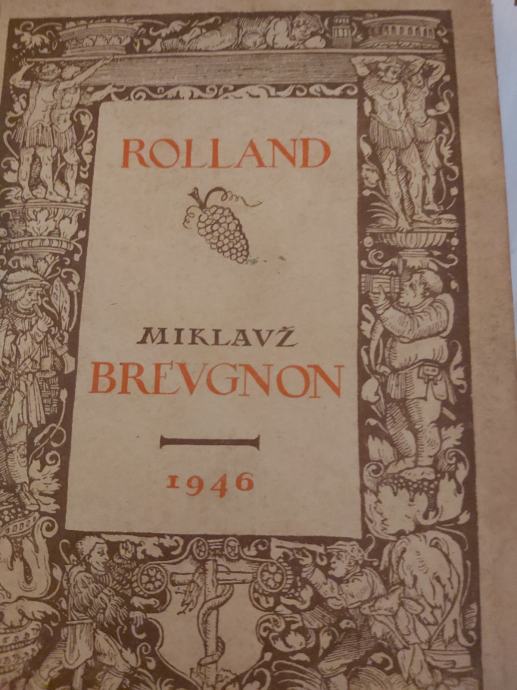 ROLLAND
MIKLAVŽ
BREVGNON
1946